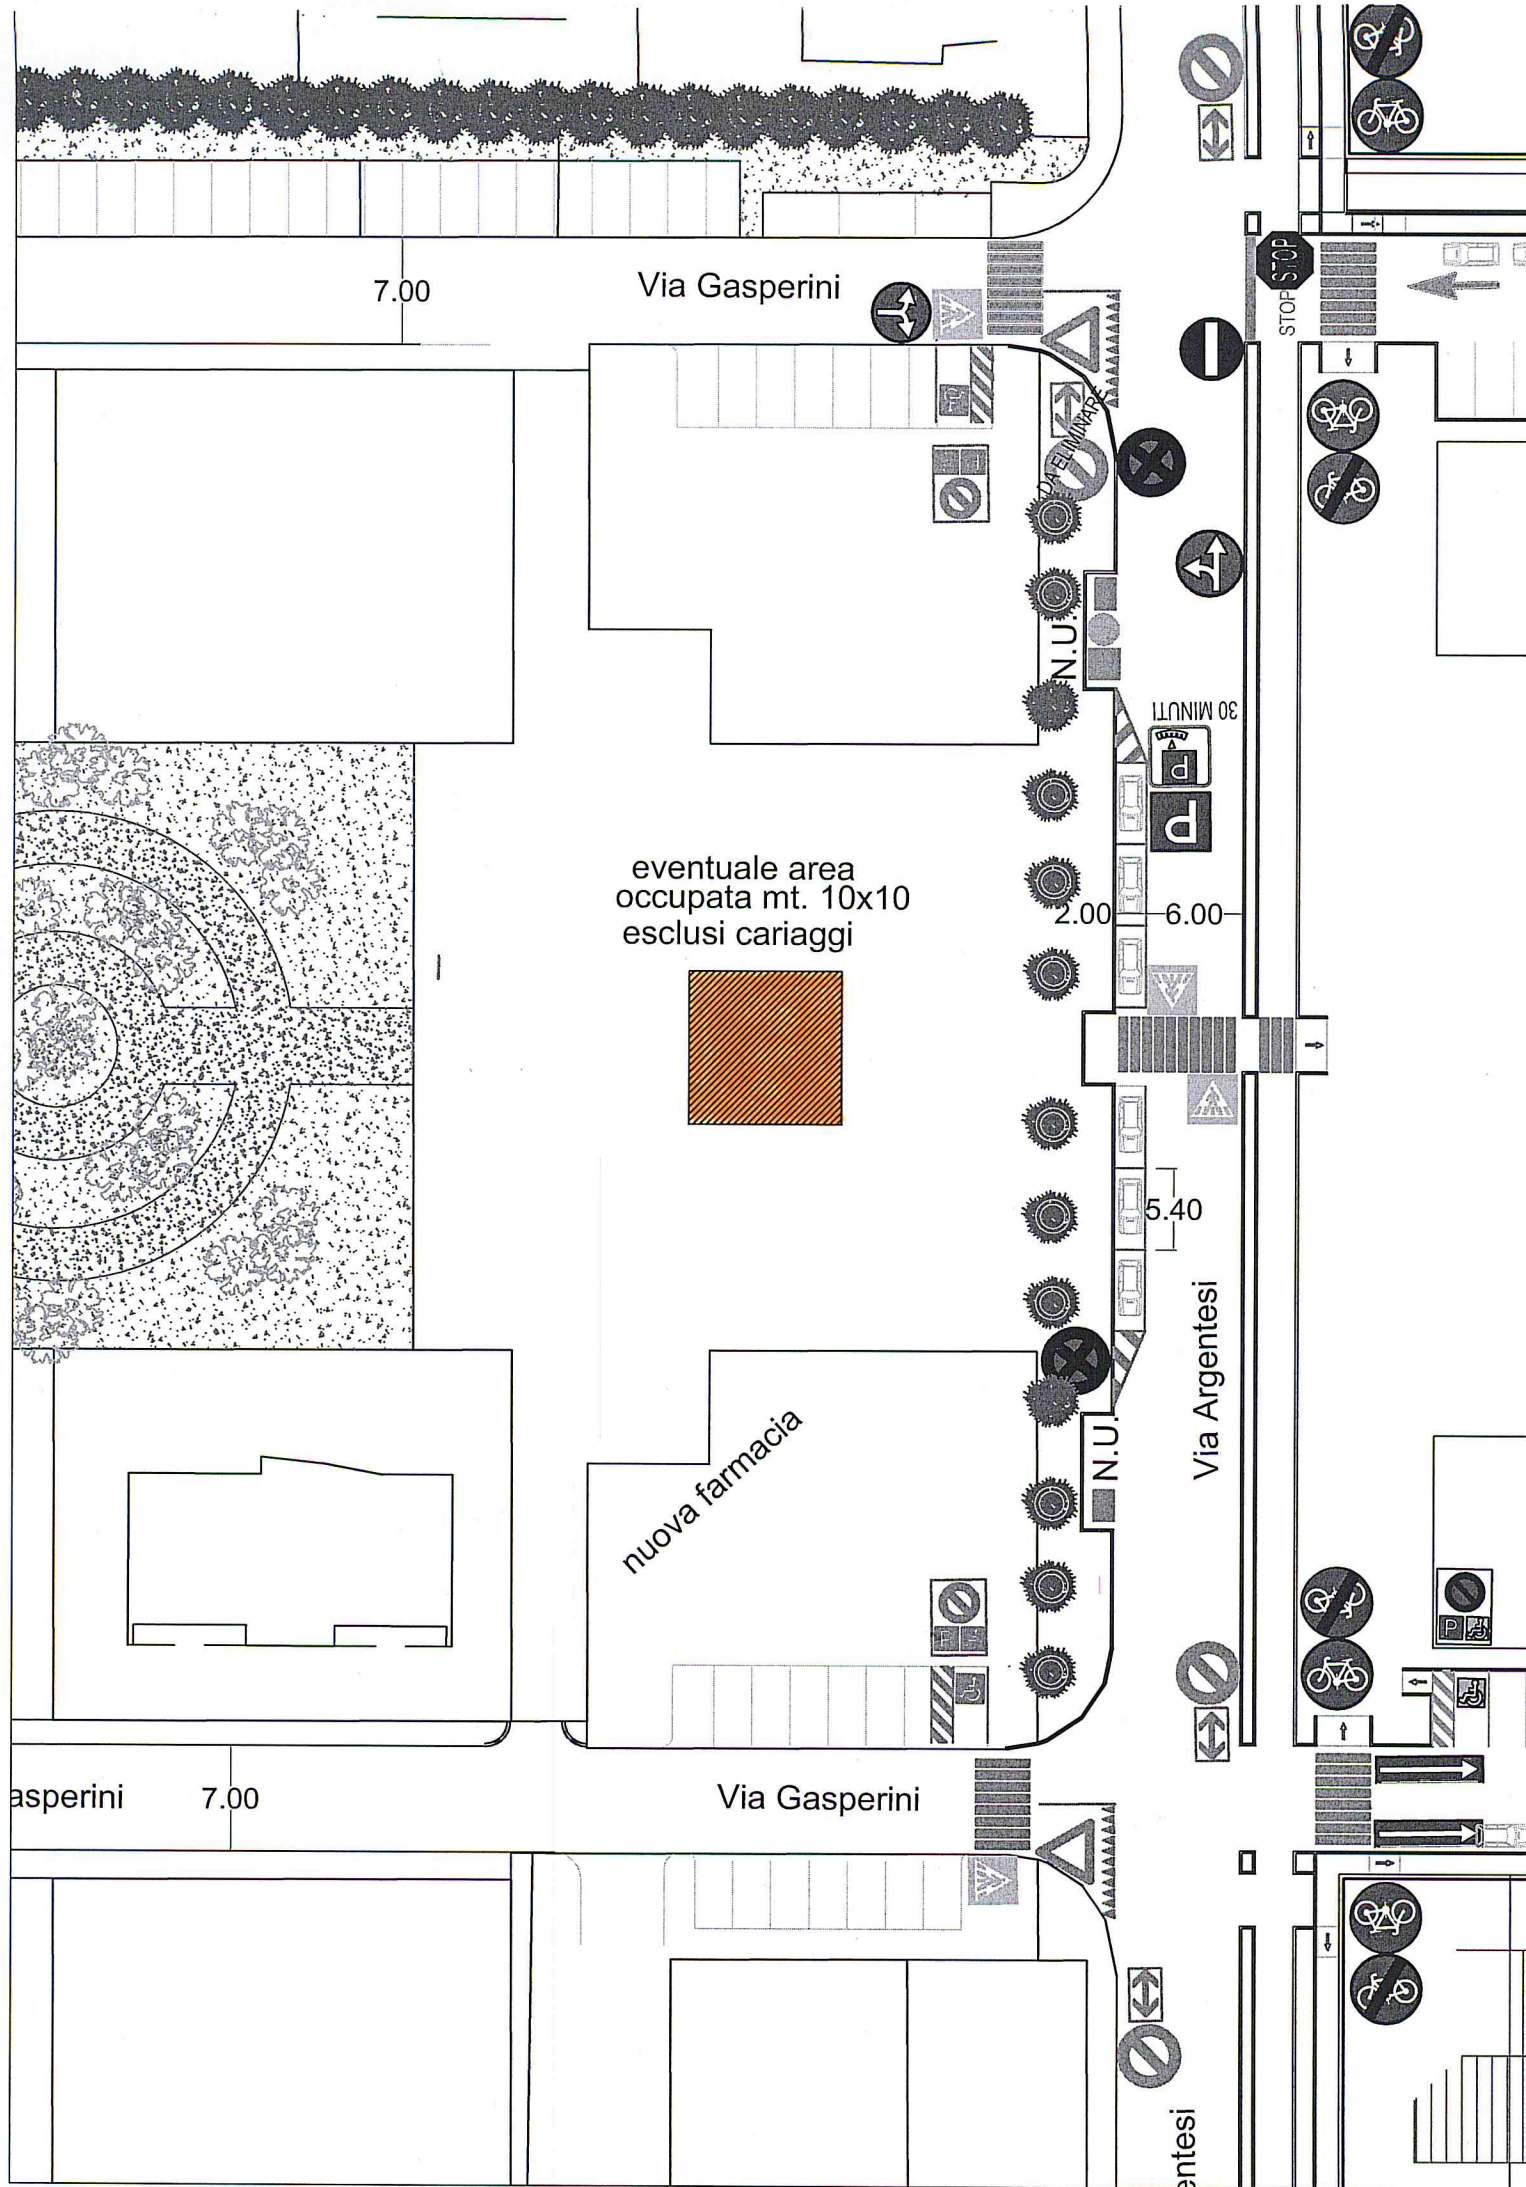 STOP
STOP
7.00
Via Gasperini
DA ELIMINARE
N.U.
30 MINUTI
P
P
eventuale area
occupata mt. 10x10
esclusi cariaggi
2.00
6.00
5.40
Via Argentesi
nuova farmacia
N.U.
P
P
asperini
7.00
Via Gasperini
entesi